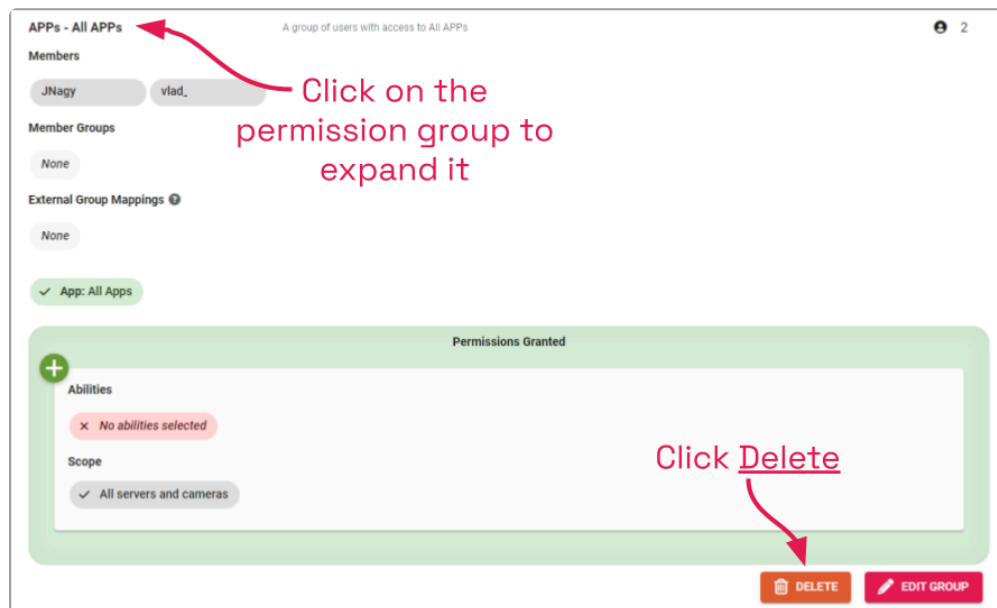 APPs - All APPs
A group of users with access to All APPs
2
Members
JNagy
vlad_
Click on the
permission group to
expand it
Member Groups
None
External Group Mappings
None
App: All Apps
Permissions Granted
Abilities
No abilities selected
Scope
All servers and cameras
Click Delete
DELETE
EDIT GROUP